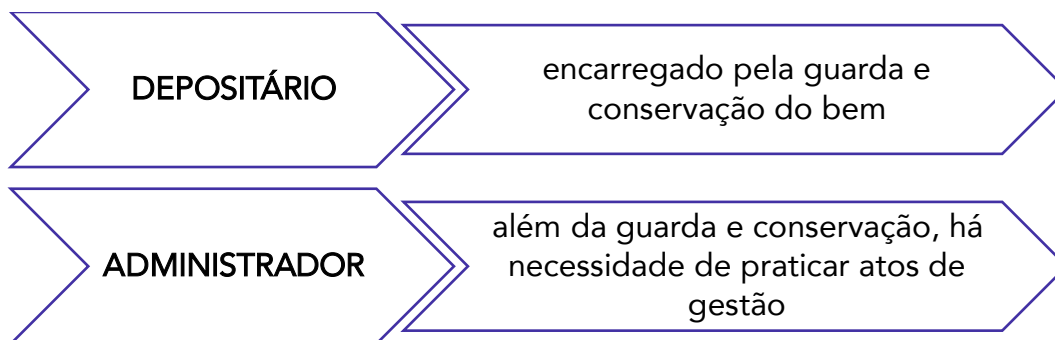 DEPOSITÁRIO
encarregado pela guarda e
conservação do bem
ADMINISTRADOR
além da guarda e conservação, há
necessidade de praticar atos de
gestão